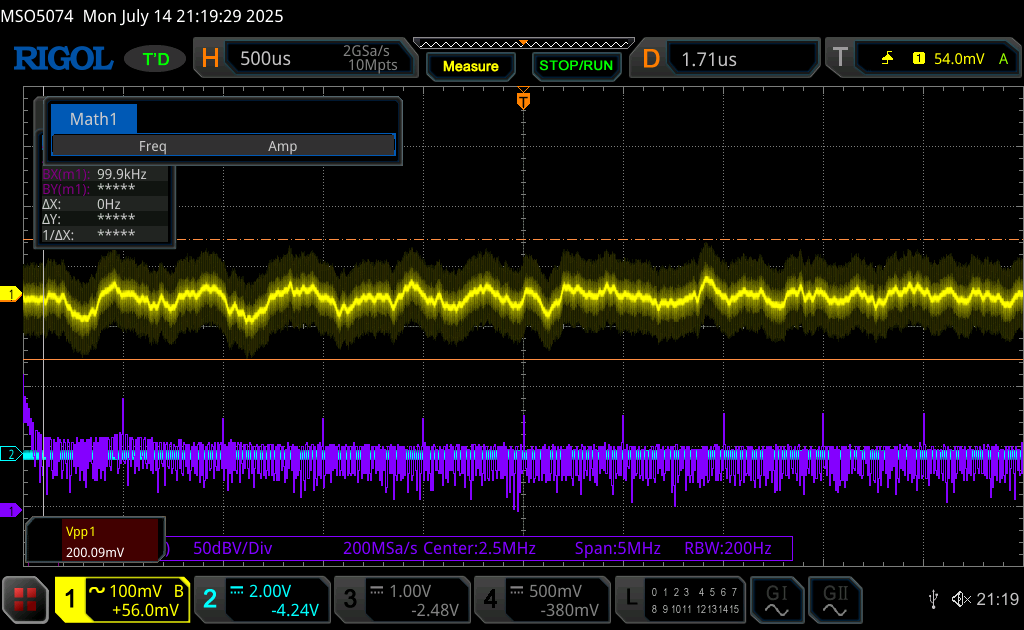 MSO5074 Mon July 14 21:19:29 2025
RIGOL T'D H 500us 2GSa/s 10Mpts Measure STOP/RUN D 1.71us T 1 54.0mV A
T
Math1
Freq Amp
BX(m1): 99.9kHz
BY(m1): *****
ΔX: 0Hz
ΔY: *****
1/ΔX: *****
1
2
1
Vpp1
200.09mV
) 50dBV/Div 200MSa/s Center:2.5MHz Span:5MHz RBW:200Hz
1 100mV B +56.0mV
2 2.00V -4.24V
3 1.00V -2.48V
4 500mV -380mV
L 0 1 2 3 4 5 6 7
8 9 10 11 12 13 14 15
GI GII
21:19